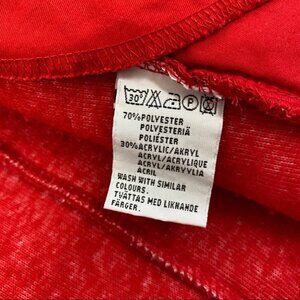 30°
P
70%POLYESTER
POLYESTERIÄ
POLIÉSTER
30%ACRYLIC/AKRYL
ACRYL/ACRYLIQUE
ACRYL/AKRYYLIA
ACRIL
WASH WITH SIMILAR
COLOURS.
TVÄTTAS MED LIKNANDE
FÄRGER.